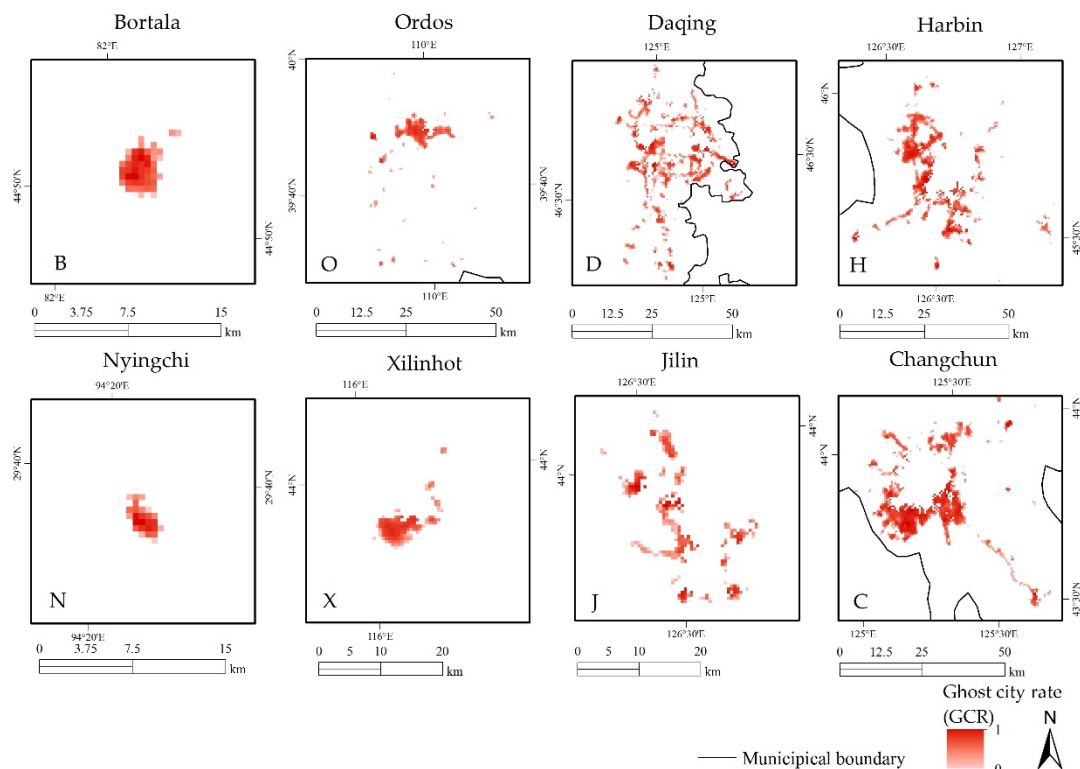 Bortala
82°E
44°50'N
44°50'N
B
82°E
0 3.75 7.5 15
km
Ordos
110°E
40°N
39°40'N
39°40'N
O
110°E
0 12.5 25 50
km
Daqing
125°E
46°30'N
46°30'N
D
125°E
0 12.5 25 50
km
Harbin
126°30'E 127°E
46°N
45°30'N
H
126°30'E
0 12.5 25 50
km
Nyingchi
94°20'E
29°40'N
29°40'N
N
94°20'E
0 3.75 7.5 15
km
Xilinhot
116°E
44°N
44°N
X
116°E
0 5 10 20
km
Jilin
126°30'E
44°N
44°N
J
126°30'E
0 5 10 20
km
Changchun
125°30'E
44°N
44°N
43°30'N
C
125°E 125°30'E
0 12.5 25 50
km
Ghost city rate
(GCR)
1
0
N
Municipical boundary